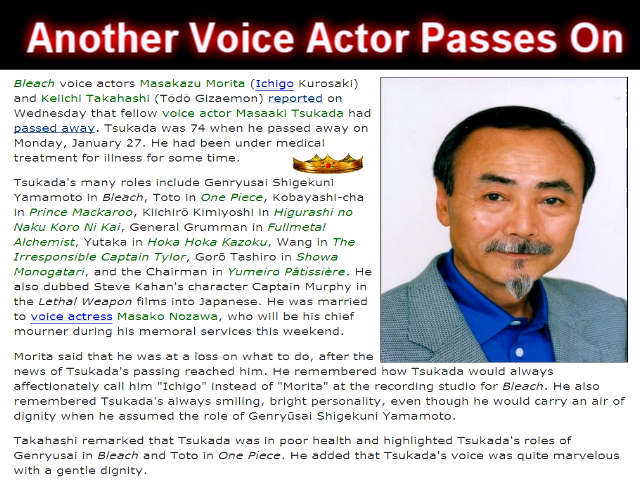 Another Voice Actor Passes On
Bleach voice actors Masakazu Morita (Ichigo Kurosaki)
and Keiichi Takahashi (Tōdō Gizaemon) reported on
Wednesday that fellow voice actor Masaaki Tsukada had
passed away. Tsukada was 74 when he passed away on
Monday, January 27. He had been under medical
treatment for illness for some time.
Tsukada's many roles include Genryusai Shigekuni
Yamamoto in Bleach, Toto in One Piece, Kobayashi-cha
in Prince Mackaroo, Kiichirō Kimiyoshi in Higurashi no
Naku Koro Ni Kai, General Grumman in Fullmetal
Alchemist, Yutaka in Hoka Hoka Kazoku, Wang in The
Irresponsible Captain Tylor, Gorō Tashiro in Showa
Monogatari, and the Chairman in Yumeiro Pâtissière. He
also dubbed Steve Kahan's character Captain Murphy in
the Lethal Weapon films into Japanese. He was married
to voice actress Masako Nozawa, who will be his chief
mourner during his memoral services this weekend.
Morita said that he was at a loss on what to do, after the
news of Tsukada's passing reached him. He remembered how Tsukada would always
affectionately call him "Ichigo" instead of "Morita" at the recording studio for Bleach. He also
remembered Tsukada's always smiling, bright personality, even though he would carry an air of
dignity when he assumed the role of Genryūsai Shigekuni Yamamoto.
Takahashi remarked that Tsukada was in poor health and highlighted Tsukada's roles of
Genryusai in Bleach and Toto in One Piece. He added that Tsukada's voice was quite marvelous
with a gentle dignity.